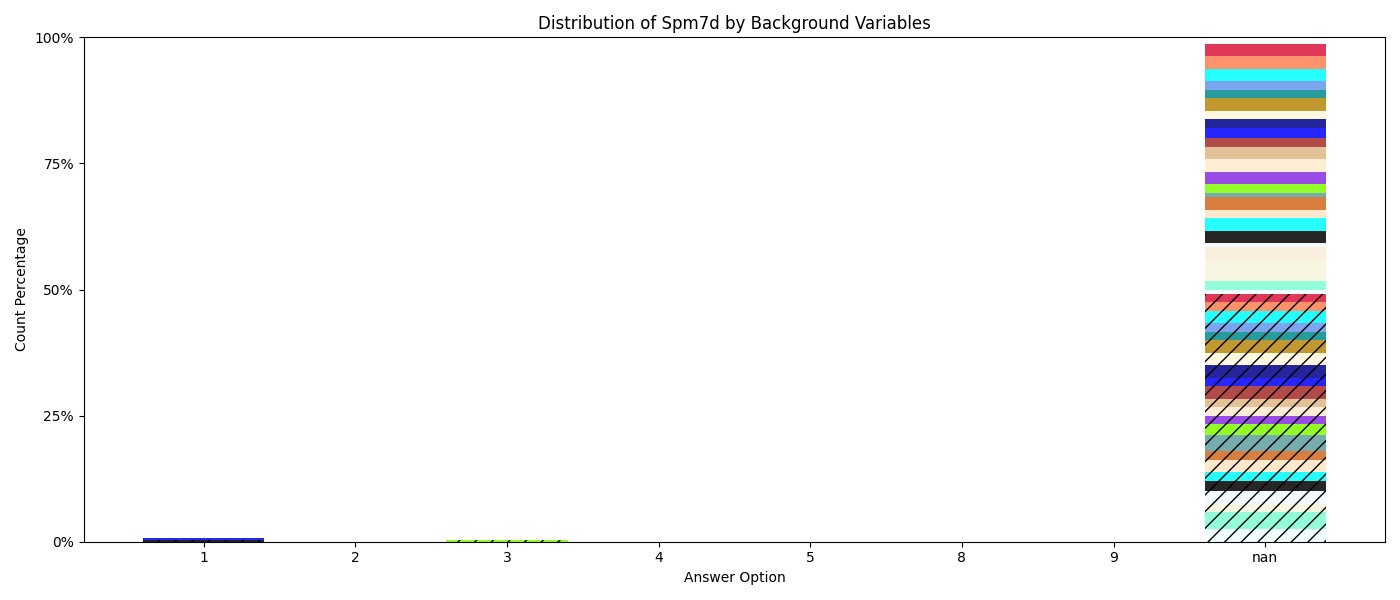 Distribution of Spm7d by Background Variables
100%
75%
50%
25%
0%
Count Percentage
1 2 3 4 5 8 9 nan
Answer Option